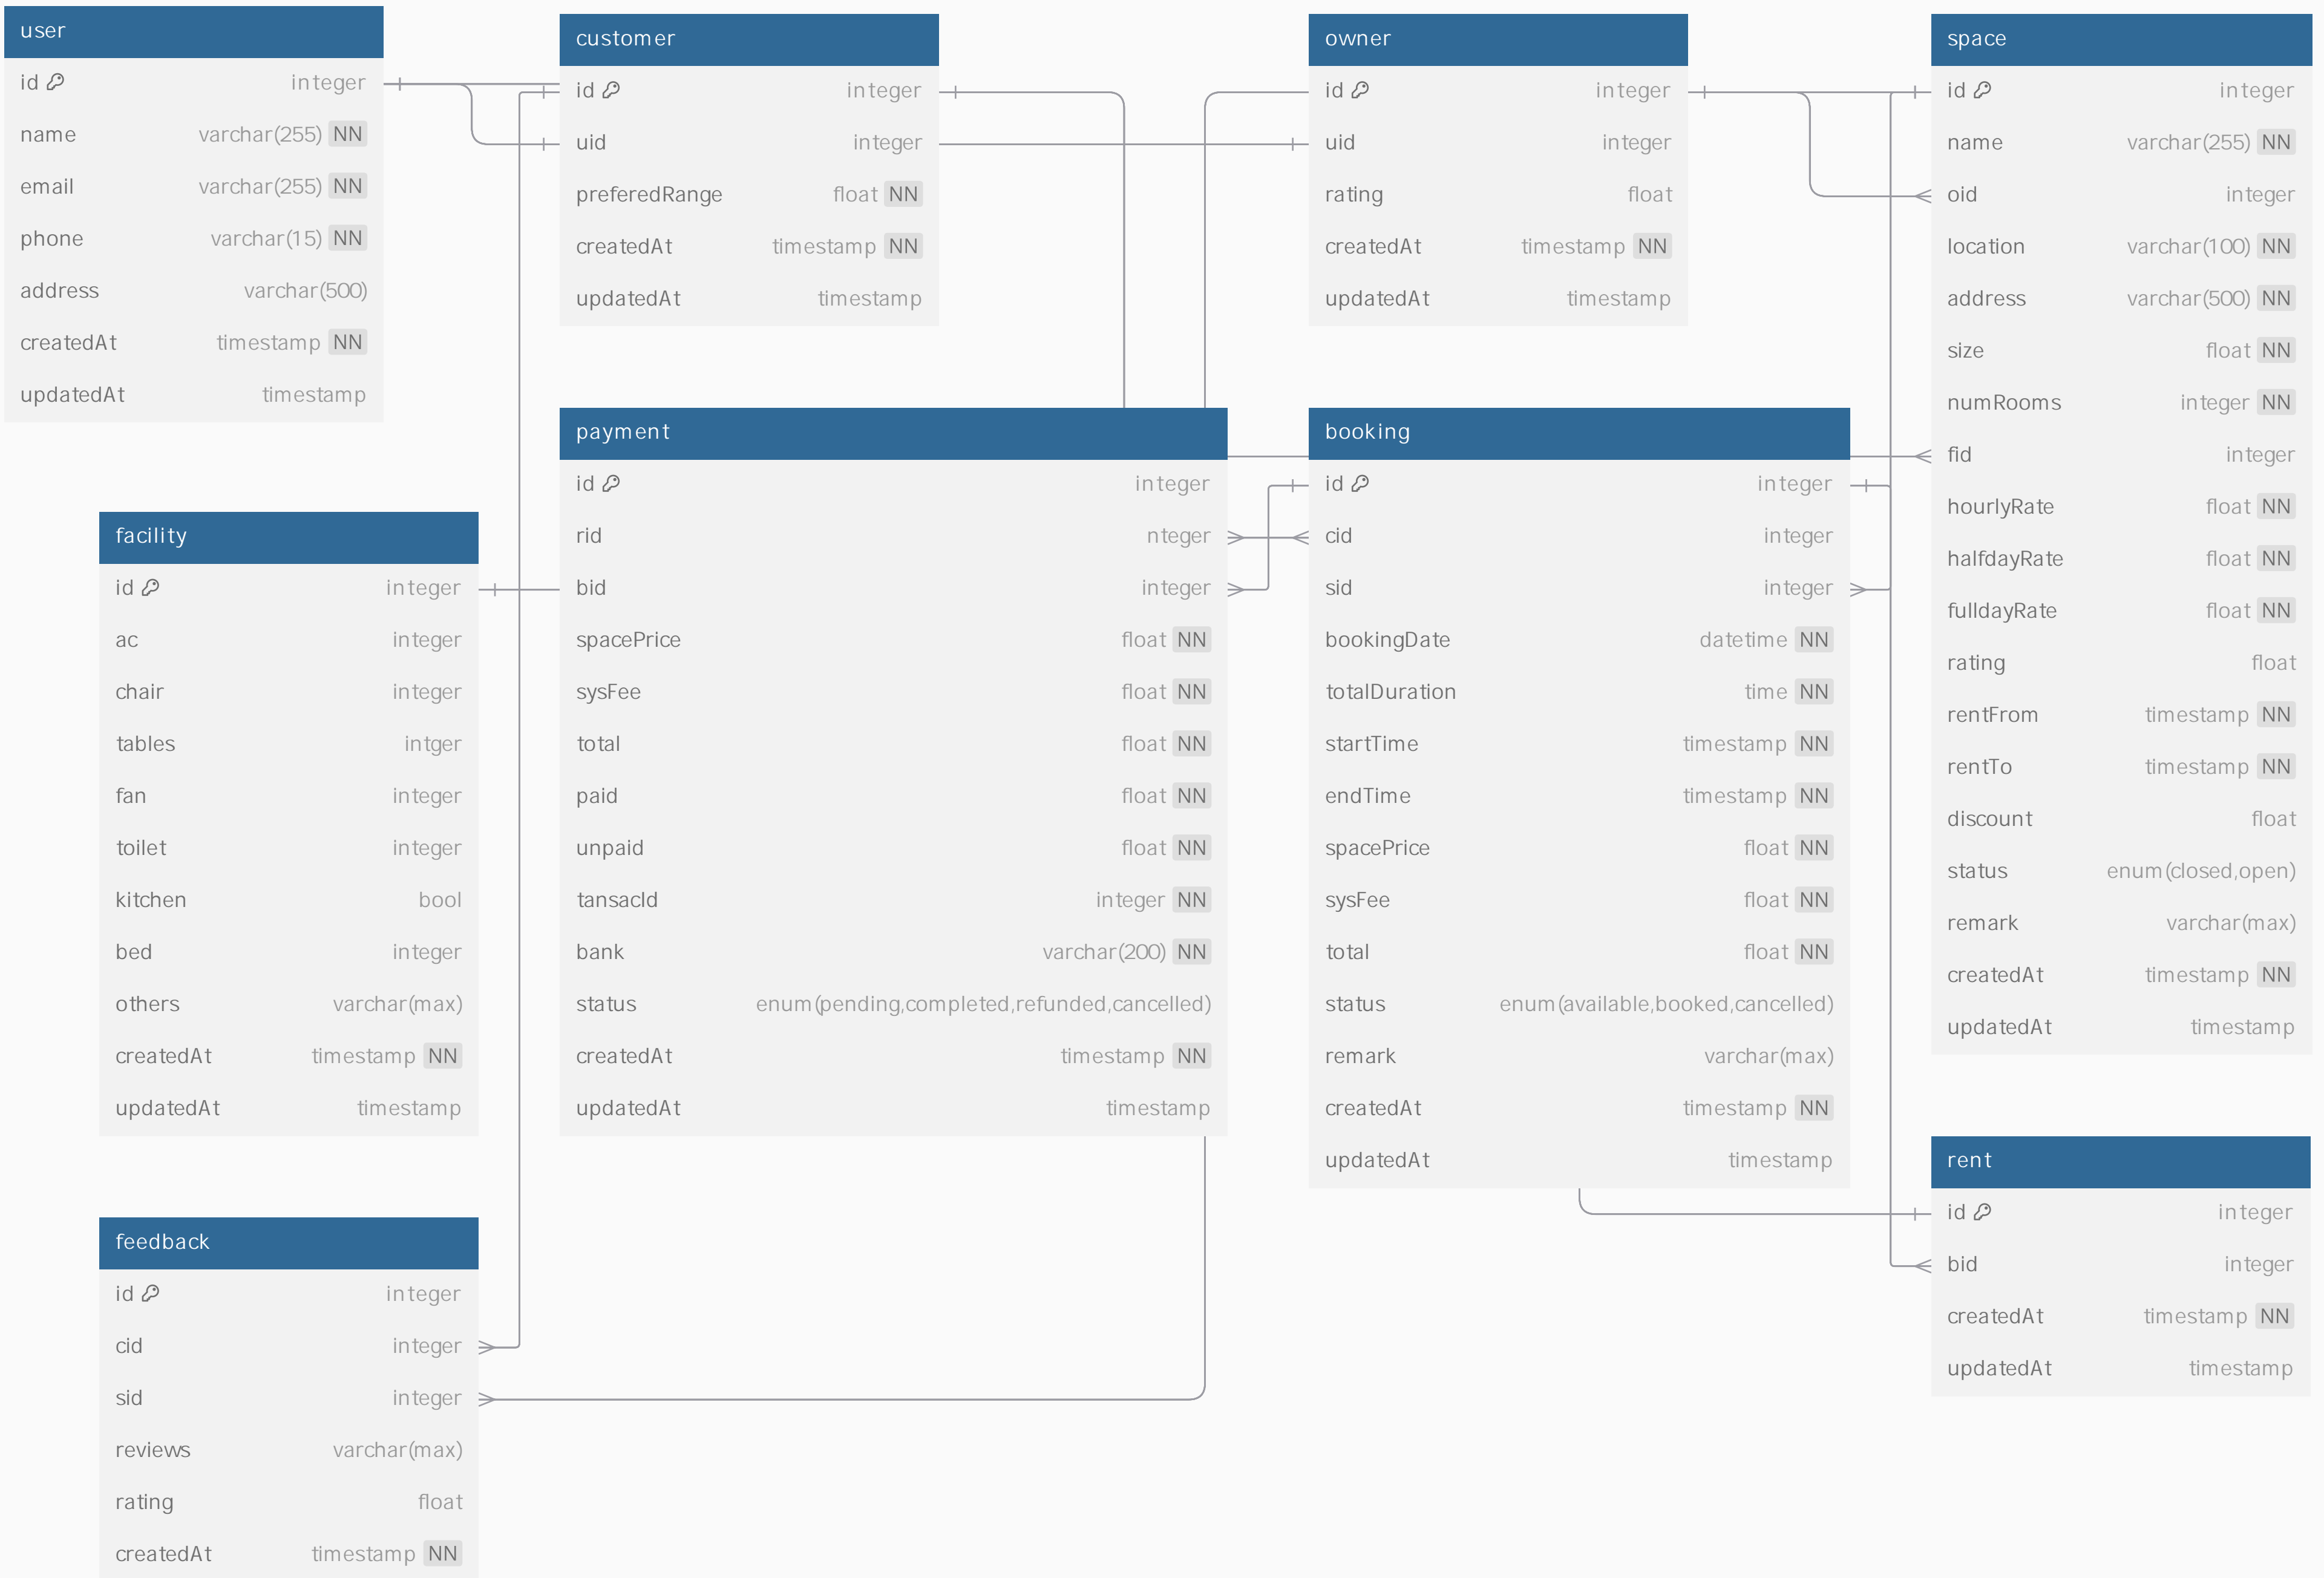 user
id integer
name varchar(255) NN
email varchar(255) NN
phone varchar(15) NN
address varchar(500)
createdAt timestamp NN
updatedAt timestamp
customer
id integer
uid integer
preferedRange float NN
createdAt timestamp NN
updatedAt timestamp
owner
id integer
uid integer
rating float
createdAt timestamp NN
updatedAt timestamp
space
id integer
name varchar(255) NN
oid integer
location varchar(100) NN
address varchar(500) NN
size float NN
numRooms integer NN
fid integer
hourlyRate float NN
halfdayRate float NN
fulldayRate float NN
rating float
rentFrom timestamp NN
rentTo timestamp NN
discount float
status enum(closed,open)
remark varchar(max)
createdAt timestamp NN
updatedAt timestamp
payment
id integer
rid nteger
bid integer
spacePrice float NN
sysFee float NN
total float NN
paid float NN
unpaid float NN
tansacId integer NN
bank varchar(200) NN
status enum(pending,completed,refunded,cancelled)
createdAt timestamp NN
updatedAt timestamp
booking
id integer
cid integer
sid integer
bookingDate datetime NN
totalDuration time NN
startTime timestamp NN
endTime timestamp NN
spacePrice float NN
sysFee float NN
total float NN
status enum(available,booked,cancelled)
remark varchar(max)
createdAt timestamp NN
updatedAt timestamp
facility
id integer
ac integer
chair integer
tables intger
fan integer
toilet integer
kitchen bool
bed integer
others varchar(max)
createdAt timestamp NN
updatedAt timestamp
rent
id integer
bid integer
createdAt timestamp NN
updatedAt timestamp
feedback
id integer
cid integer
sid integer
reviews varchar(max)
rating float
createdAt timestamp NN